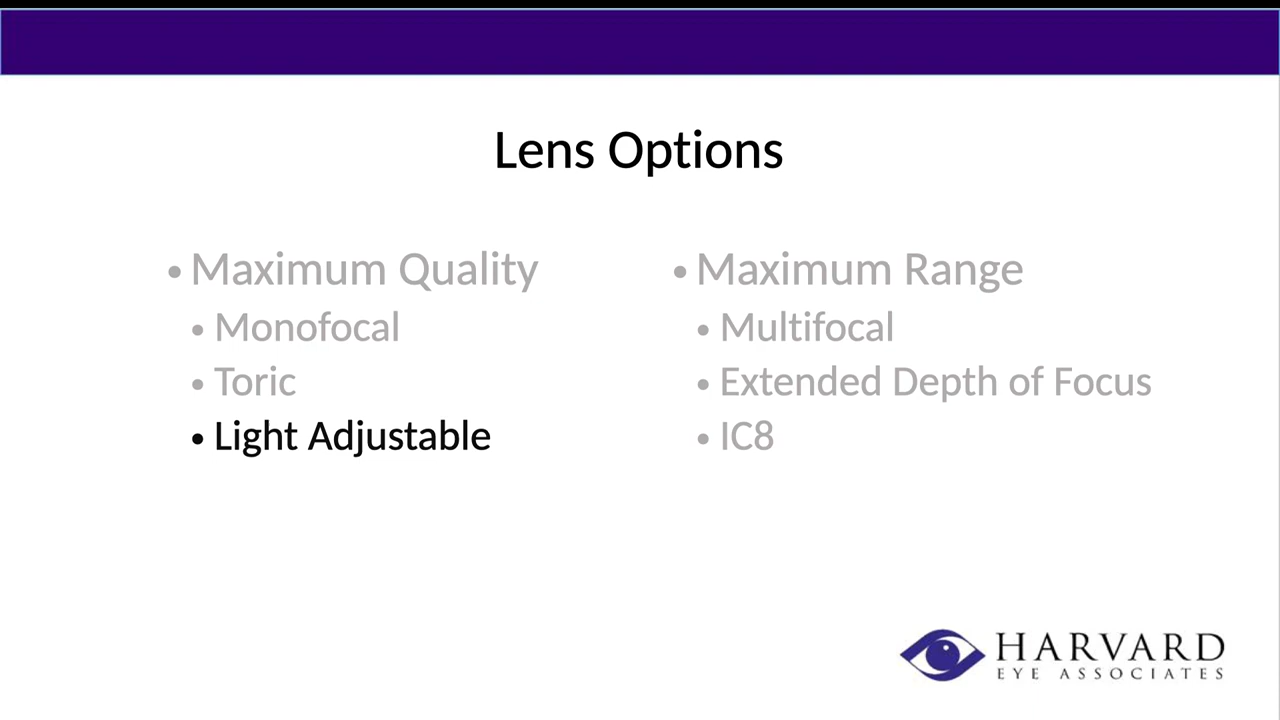 Lens Options
• Maximum Quality
• Monofocal
• Toric
• Light Adjustable
• Maximum Range
• Multifocal
• Extended Depth of Focus
• IC8
HARVARD
EYE ASSOCIATES